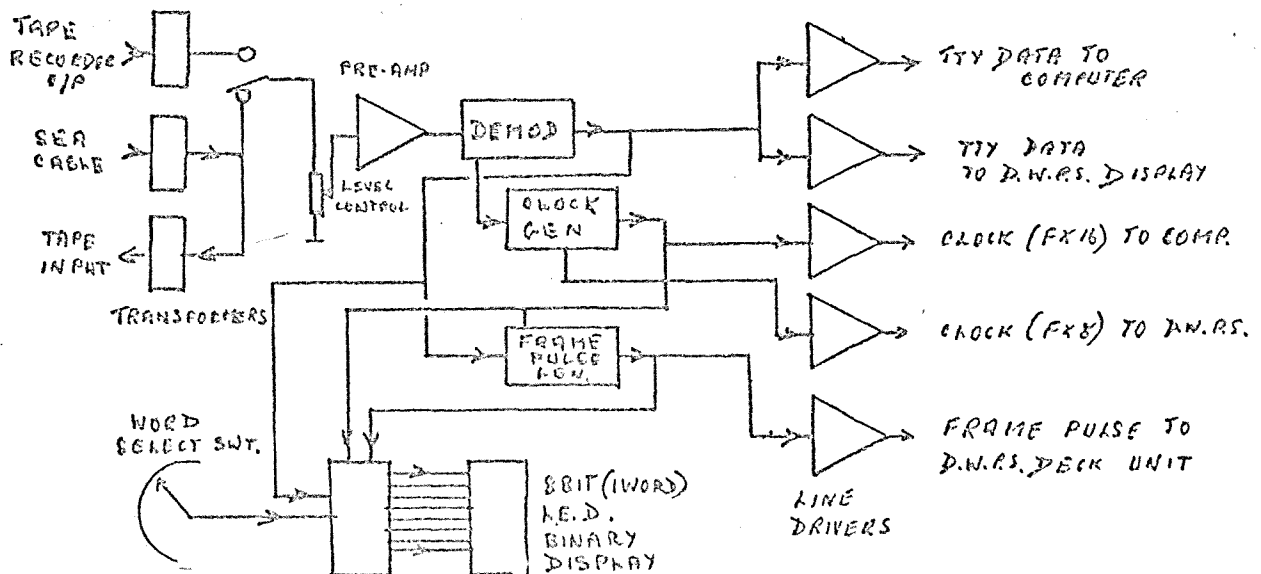 TAPE
RECORDER
O/P
SEA
CABLE
TAPE
INPUT
TRANSFORMERS
PRE-AMP
LEVEL
CONTROL
DEMOD
CLOCK
GEN
FRAME
PULSE
GEN.
WORD
SELECT SWT.
8BIT (1WORD)
L.E.D.
BINARY
DISPLAY
TTY DATA TO
COMPUTER
TTY DATA
TO D.W.P.S. DISPLAY
CLOCK (FX16) TO COMP.
CLOCK (FX8) TO D.W.P.S.
FRAME PULSE TO
D.W.P.S. DECK UNIT
LINE
DRIVERS